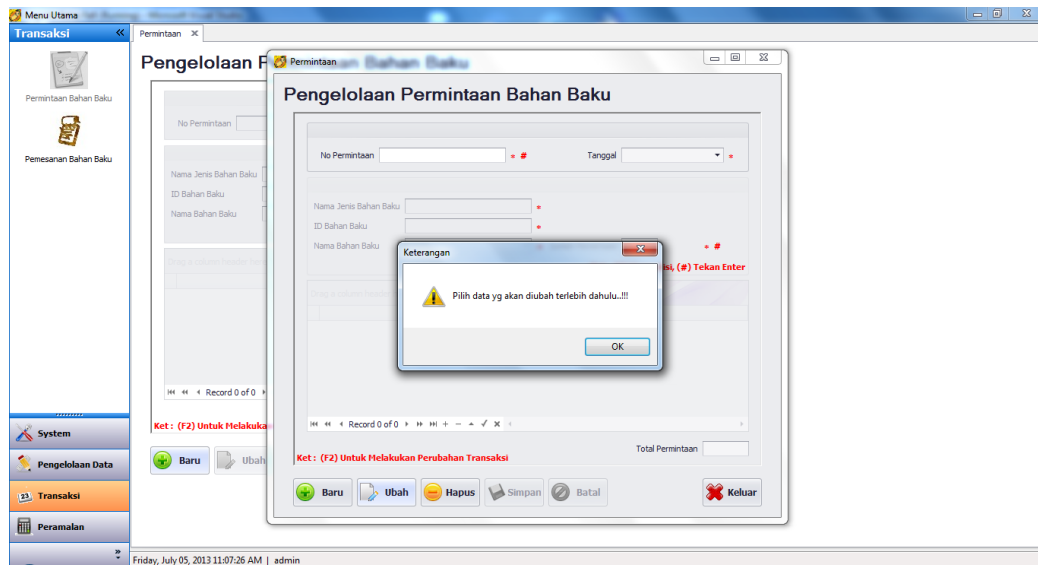 Menu Utama
Transaksi «
Permintaan Bahan Baku
Pemesanan Bahan Baku
System
Pengelolaan Data
Transaksi
Peramalan
Permintaan x
Pengelolaan P
No Permintaan
Nama Jenis Bahan Baku
ID Bahan Baku
Nama Bahan Baku
Record 0 of 0
Ket : (F2) Untuk Melakuka
Baru Ubah
Permintaan
Pengelolaan Permintaan Bahan Baku
No Permintaan * # Tanggal *
Nama Jenis Bahan Baku *
ID Bahan Baku *
Nama Bahan Baku * #
isi, (#) Tekan Enter
Keterangan
Pilih data yg akan diubah terlebih dahulu..!!!
OK
Record 0 of 0
Total Permintaan
Ket : (F2) Untuk Melakukan Perubahan Transaksi
Baru Ubah Hapus Simpan Batal Keluar
Friday, July 05, 2013 11:07:26 AM | admin